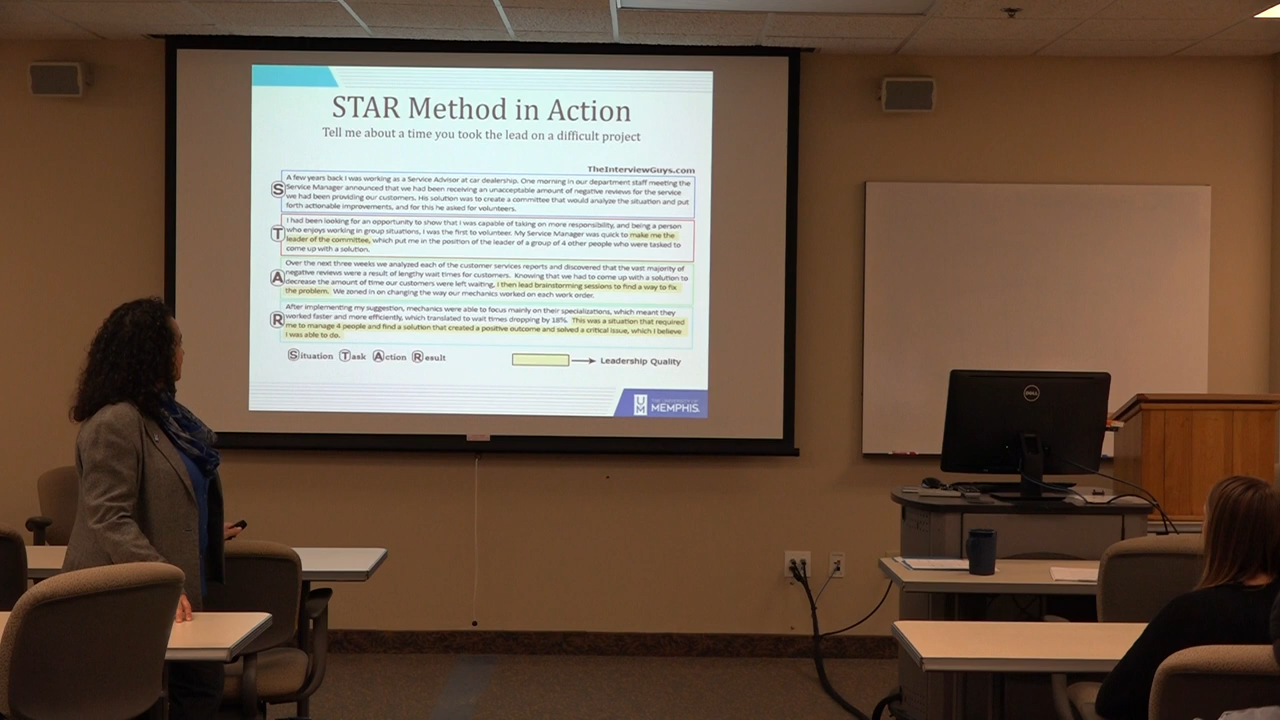 STAR Method in Action
Tell me about a time you took the lead on a difficult project
TheInterviewGuys.com
S
A few years back I was working as a Service Advisor at car dealership. One morning in our department staff meeting the
Service Manager announced that we had been receiving an unacceptable amount of negative reviews for the service
we had been providing our customers. His solution was to create a committee that would analyze the situation and put
forth actionable improvements, and for this he asked for volunteers.
T
I had been looking for an opportunity to show that I was capable of taking on more responsibility, and being a person
who enjoys working in group situations, I was the first to volunteer. My Service Manager was quick to make me the
leader of the committee, which put me in the position of the leader of a group of 4 other people who were tasked to
come up with a solution.
A
Over the next three weeks we analyzed each of the customer services reports and discovered that the vast majority of
negative reviews were a result of lengthy wait times for customers. Knowing that we had to come up with a solution to
decrease the amount of time our customers were left waiting, I then lead brainstorming sessions to find a way to fix
the problem. We zoned in on changing the way our mechanics worked on each work order.
R
After implementing my suggestion, mechanics were able to focus mainly on their specializations, which meant they
worked faster and more efficiently, which translated to wait times dropping by 18%. This was a situation that required
me to manage 4 people and find a solution that created a positive outcome and solved a critical issue, which I believe
I was able to do.
Situation Task Action Result
Leadership Quality
UM
THE UNIVERSITY OF
MEMPHIS.
DELL